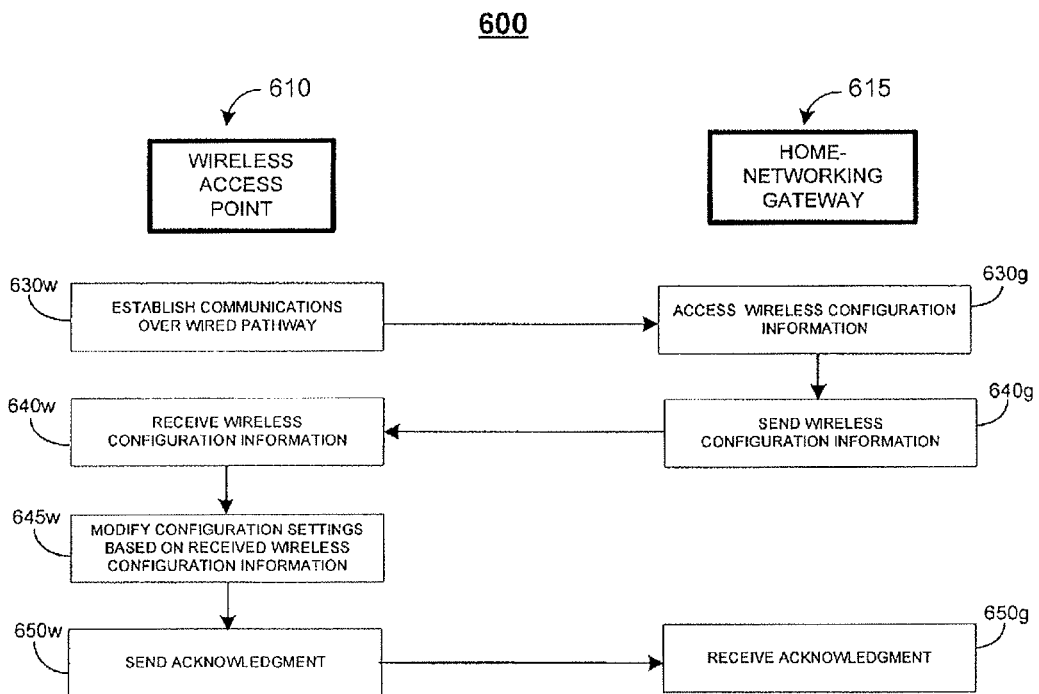 600
610
615
WIRELESS
ACCESS
POINT
HOME-
NETWORKING
GATEWAY
630w
ESTABLISH COMMUNICATIONS
OVER WIRED PATHWAY
630g
ACCESS WIRELESS CONFIGURATION
INFORMATION
640w
RECEIVE WIRELESS
CONFIGURATION INFORMATION
640g
SEND WIRELESS
CONFIGURATION INFORMATION
645w
MODIFY CONFIGURATION SETTINGS
BASED ON RECEIVED WIRELESS
CONFIGURATION INFORMATION
650w
SEND ACKNOWLEDGMENT
650g
RECEIVE ACKNOWLEDGMENT